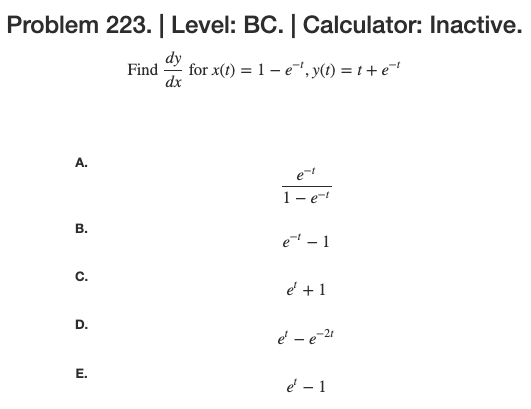 Problem 223. | Level: BC. | Calculator: Inactive.
Find \frac{dy}{dx} for x(t) = 1 − e^{−t}, y(t) = t + e^{−t}
A. \frac{e^{−t}}{1 − e^{−t}}
B. e^{−t} − 1
C. e^{t} + 1
D. e^{t} − e^{−2t}
E. e^{t} − 1